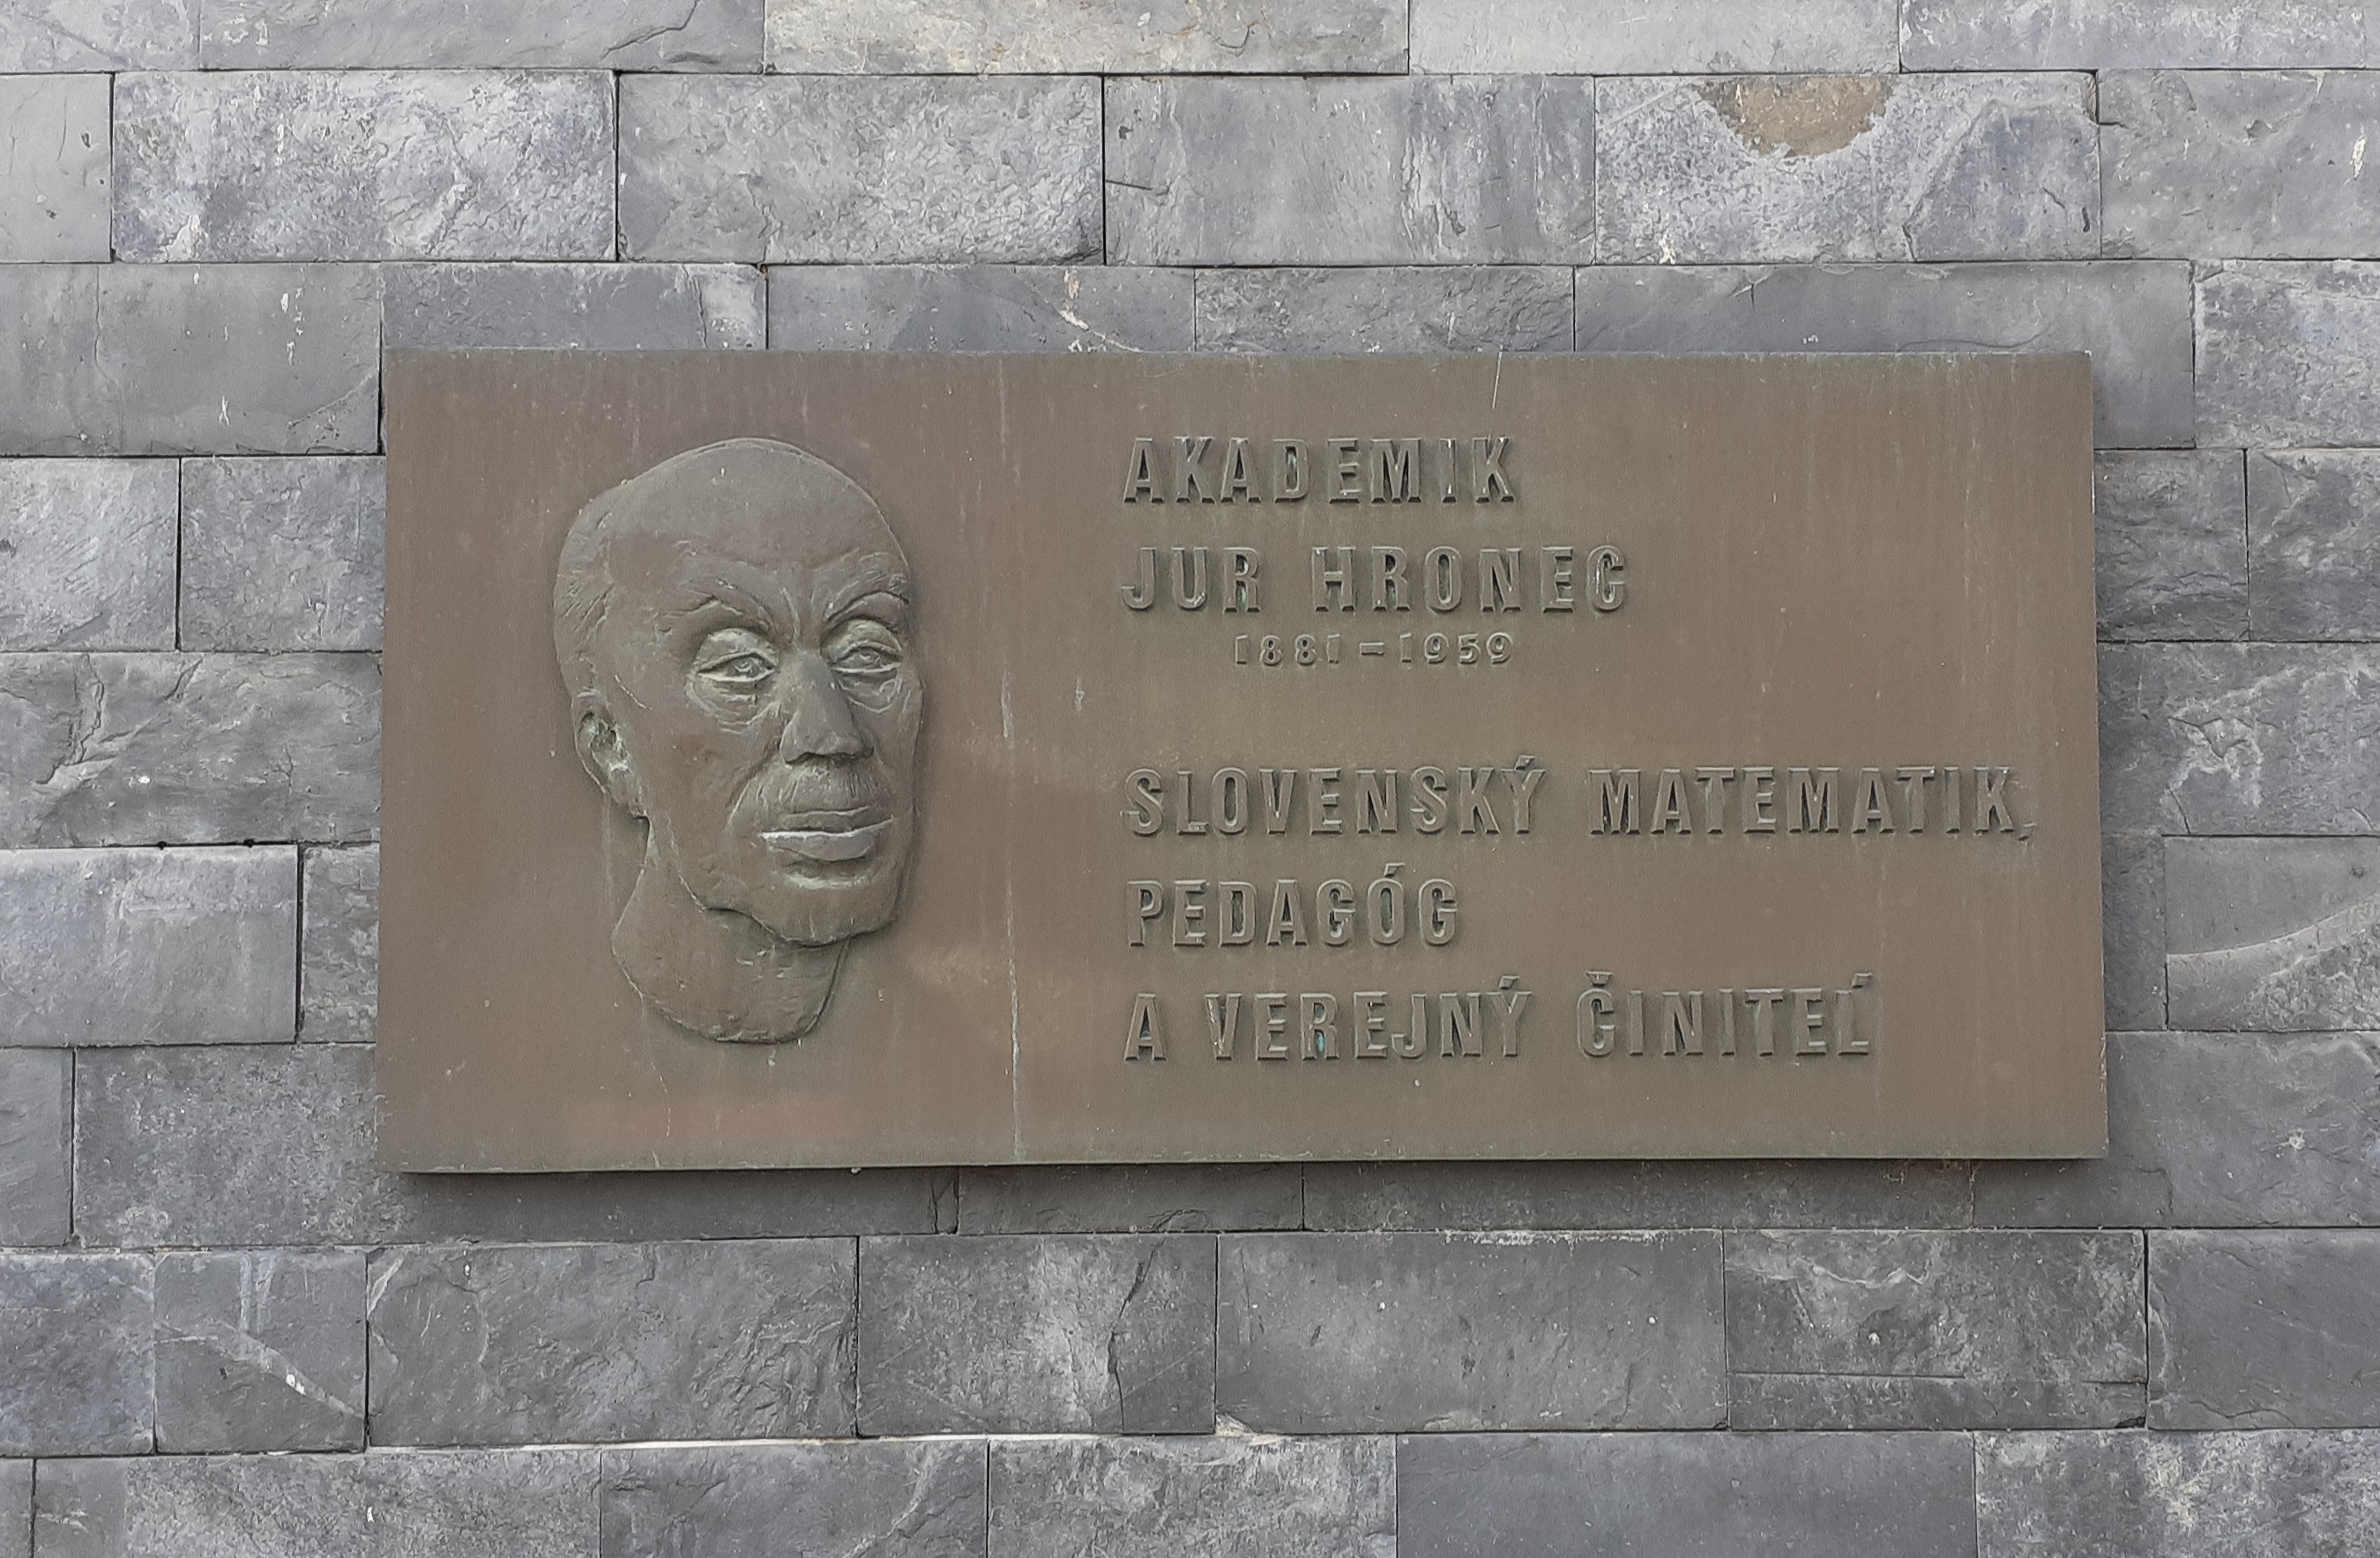 AKADEMIK
JUR HRONEC
1881-1959
SLOVENSKÝ MATEMATIK,
PEDAGÓG
A VEREJNÝ ČINITEĽ